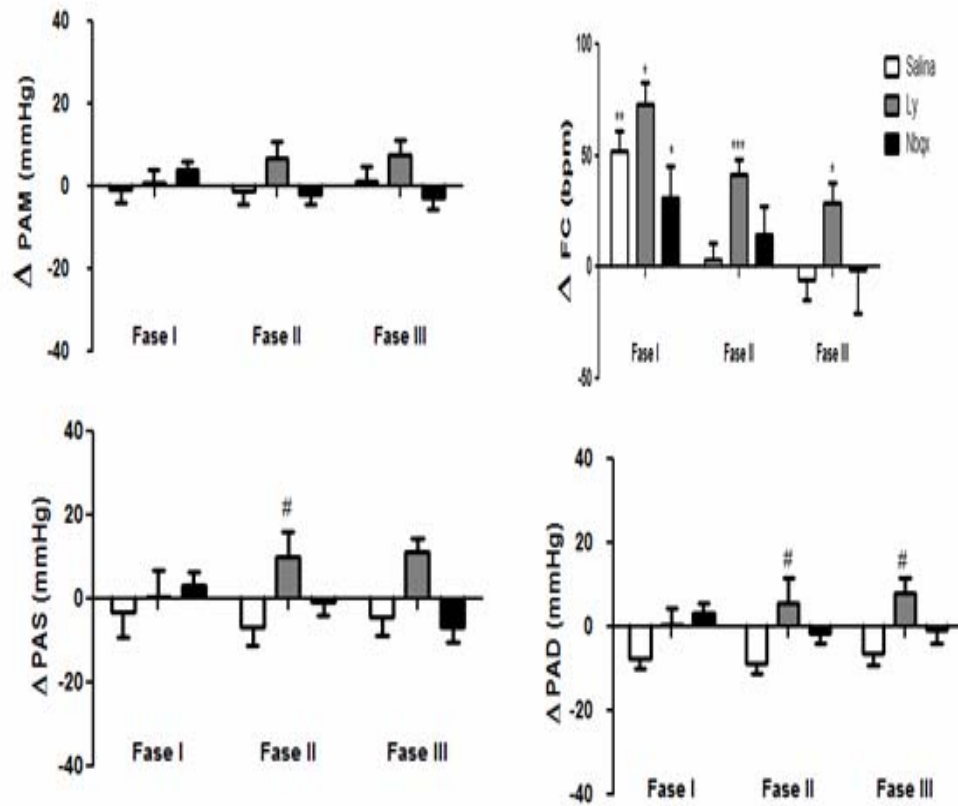 40
20
0
-20
-40
Δ PAM (mmHg)
Fase I Fase II Fase III
100
50
0
-50
Δ FC (bpm)
** † *
*** †
Fase I Fase II Fase III
Salina
Ly
Nbqx
40
20
0
-20
-40
Δ PAS (mmHg)
#
Fase I Fase II Fase III
40
20
0
-20
-40
Δ PAD (mmHg)
# #
Fase I Fase II Fase III